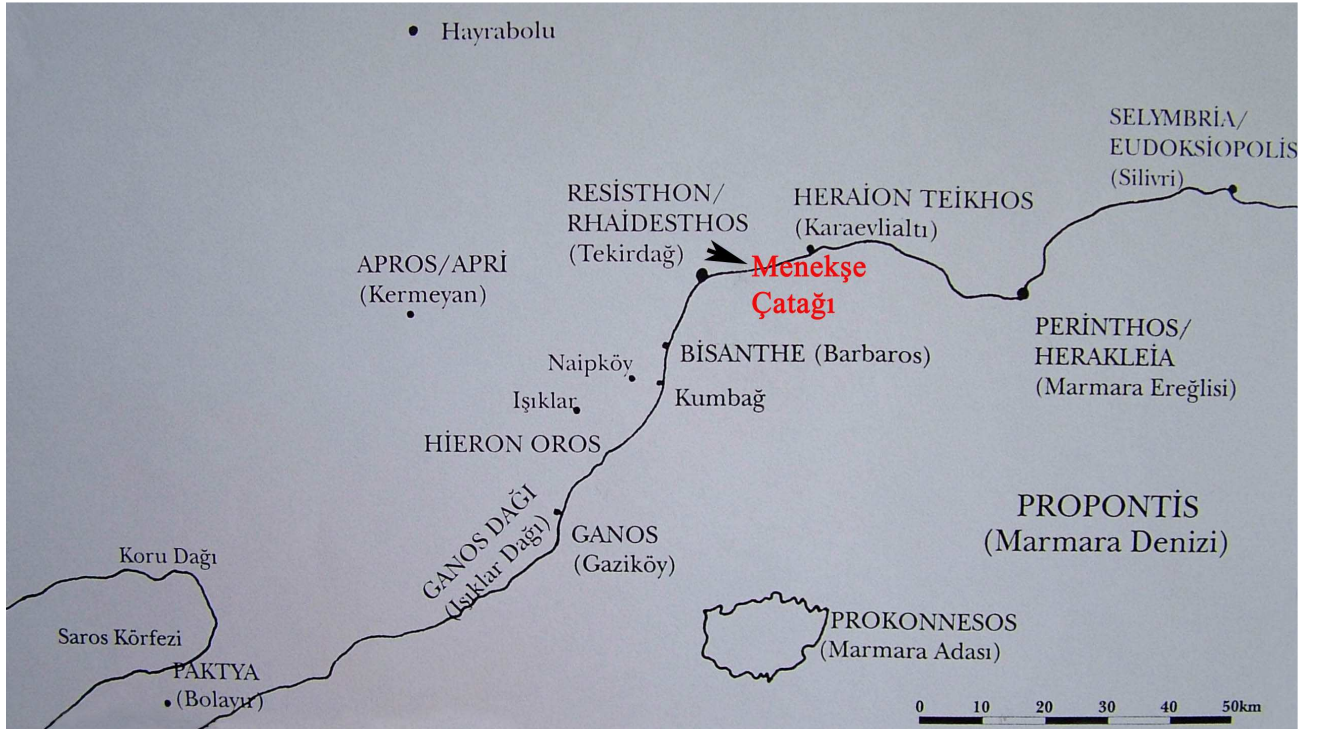 Hayrabolu
SELYMBRİA/
EUDOKSİOPOLİS
(Silivri)
RESİSTHON/
RHAİDESTHOS
(Tekirdağ)
HERAİON TEİKHOS
(Karaevlialtı)
Menekşe
Çatağı
APROS/APRİ
(Kermeyan)
PERİNTHOS/
HERAKLEİA
(Marmara Ereğlisi)
BİSANTHE (Barbaros)
Naipköy
Kumbağ
Işıklar
HİERON OROS
GANOS DAĞI
(Işıklar Dağı)
GANOS
(Gaziköy)
PROPONTİS
(Marmara Denizi)
Koru Dağı
Saros Körfezi
PAKTYA
(Bolayır)
PROKONNESOS
(Marmara Adası)
0 10 20 30 40 50km